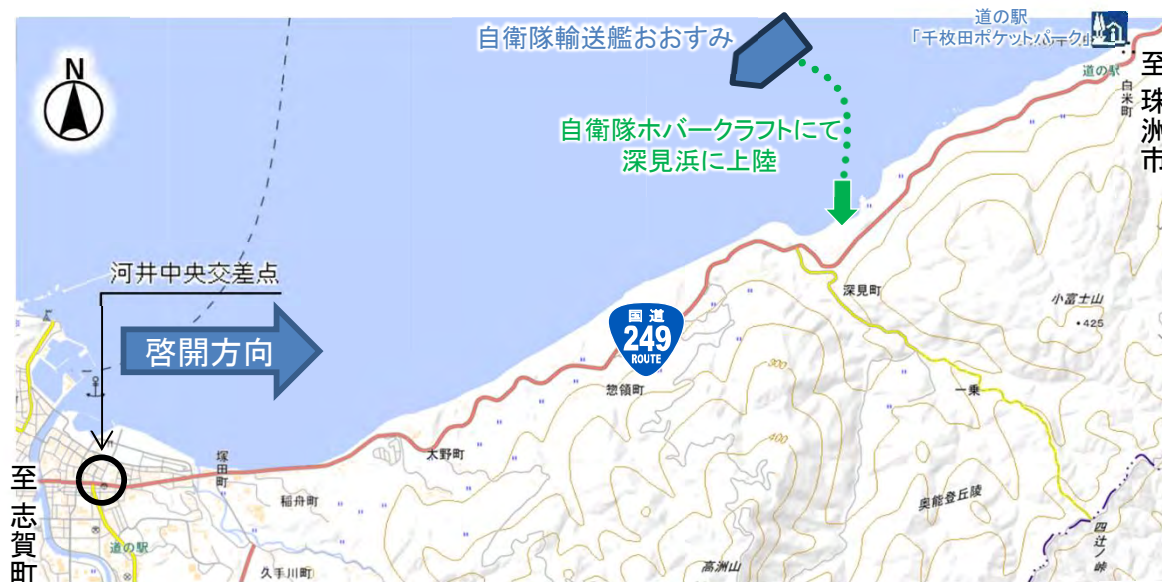 道の駅
「千枚田ポケットパーク」
自衛隊輸送艦おおすみ
N
道の駅
至珠洲市
白米町
自衛隊ホバークラフトにて
深見浜に上陸
河井中央交差点
啓開方向
国道
249
ROUTE
深見町
小富士山
・425
300
惣領町
一乗
400
大野町
塚田町
稲舟町
至志賀町
奥能登丘陵
四辻ノ峠
道の駅
久手川町
高洲山